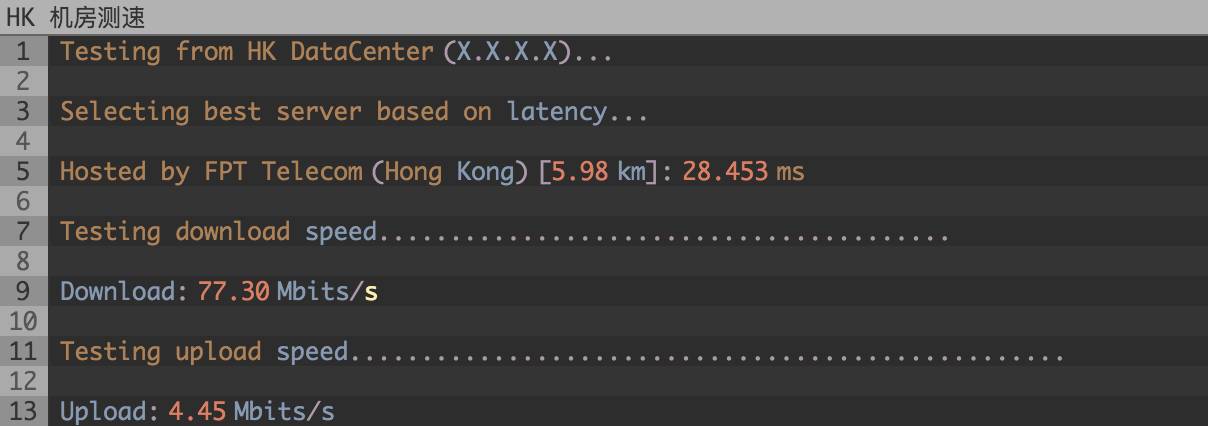 HK 机房测速
1 Testing from HK DataCenter (X.X.X.X)...
2
3 Selecting best server based on latency...
4
5 Hosted by FPT Telecom (Hong Kong) [5.98 km]: 28.453 ms
6
7 Testing download speed........................................
8
9 Download: 77.30 Mbits/s
10
11 Testing upload speed..................................................
12
13 Upload: 4.45 Mbits/s